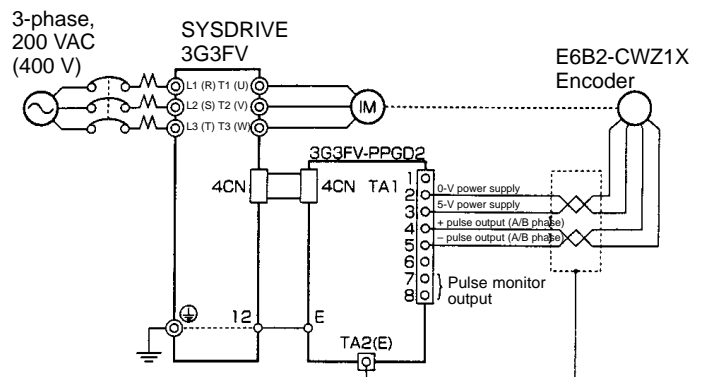 3-phase,
200 VAC
(400 V)
SYSDRIVE
3G3FV
E6B2-CWZ1X
Encoder
L1 (R) T1 (U)
L2 (S) T2 (V)
L3 (T) T3 (W)
IM
3G3FV-PPGD2
4CN
4CN
TA1
1
2
0-V power supply
3
5-V power supply
4
+ pulse output (A/B phase)
5
– pulse output (A/B phase)
6
7
8
Pulse monitor
output
12
E
TA2(E)